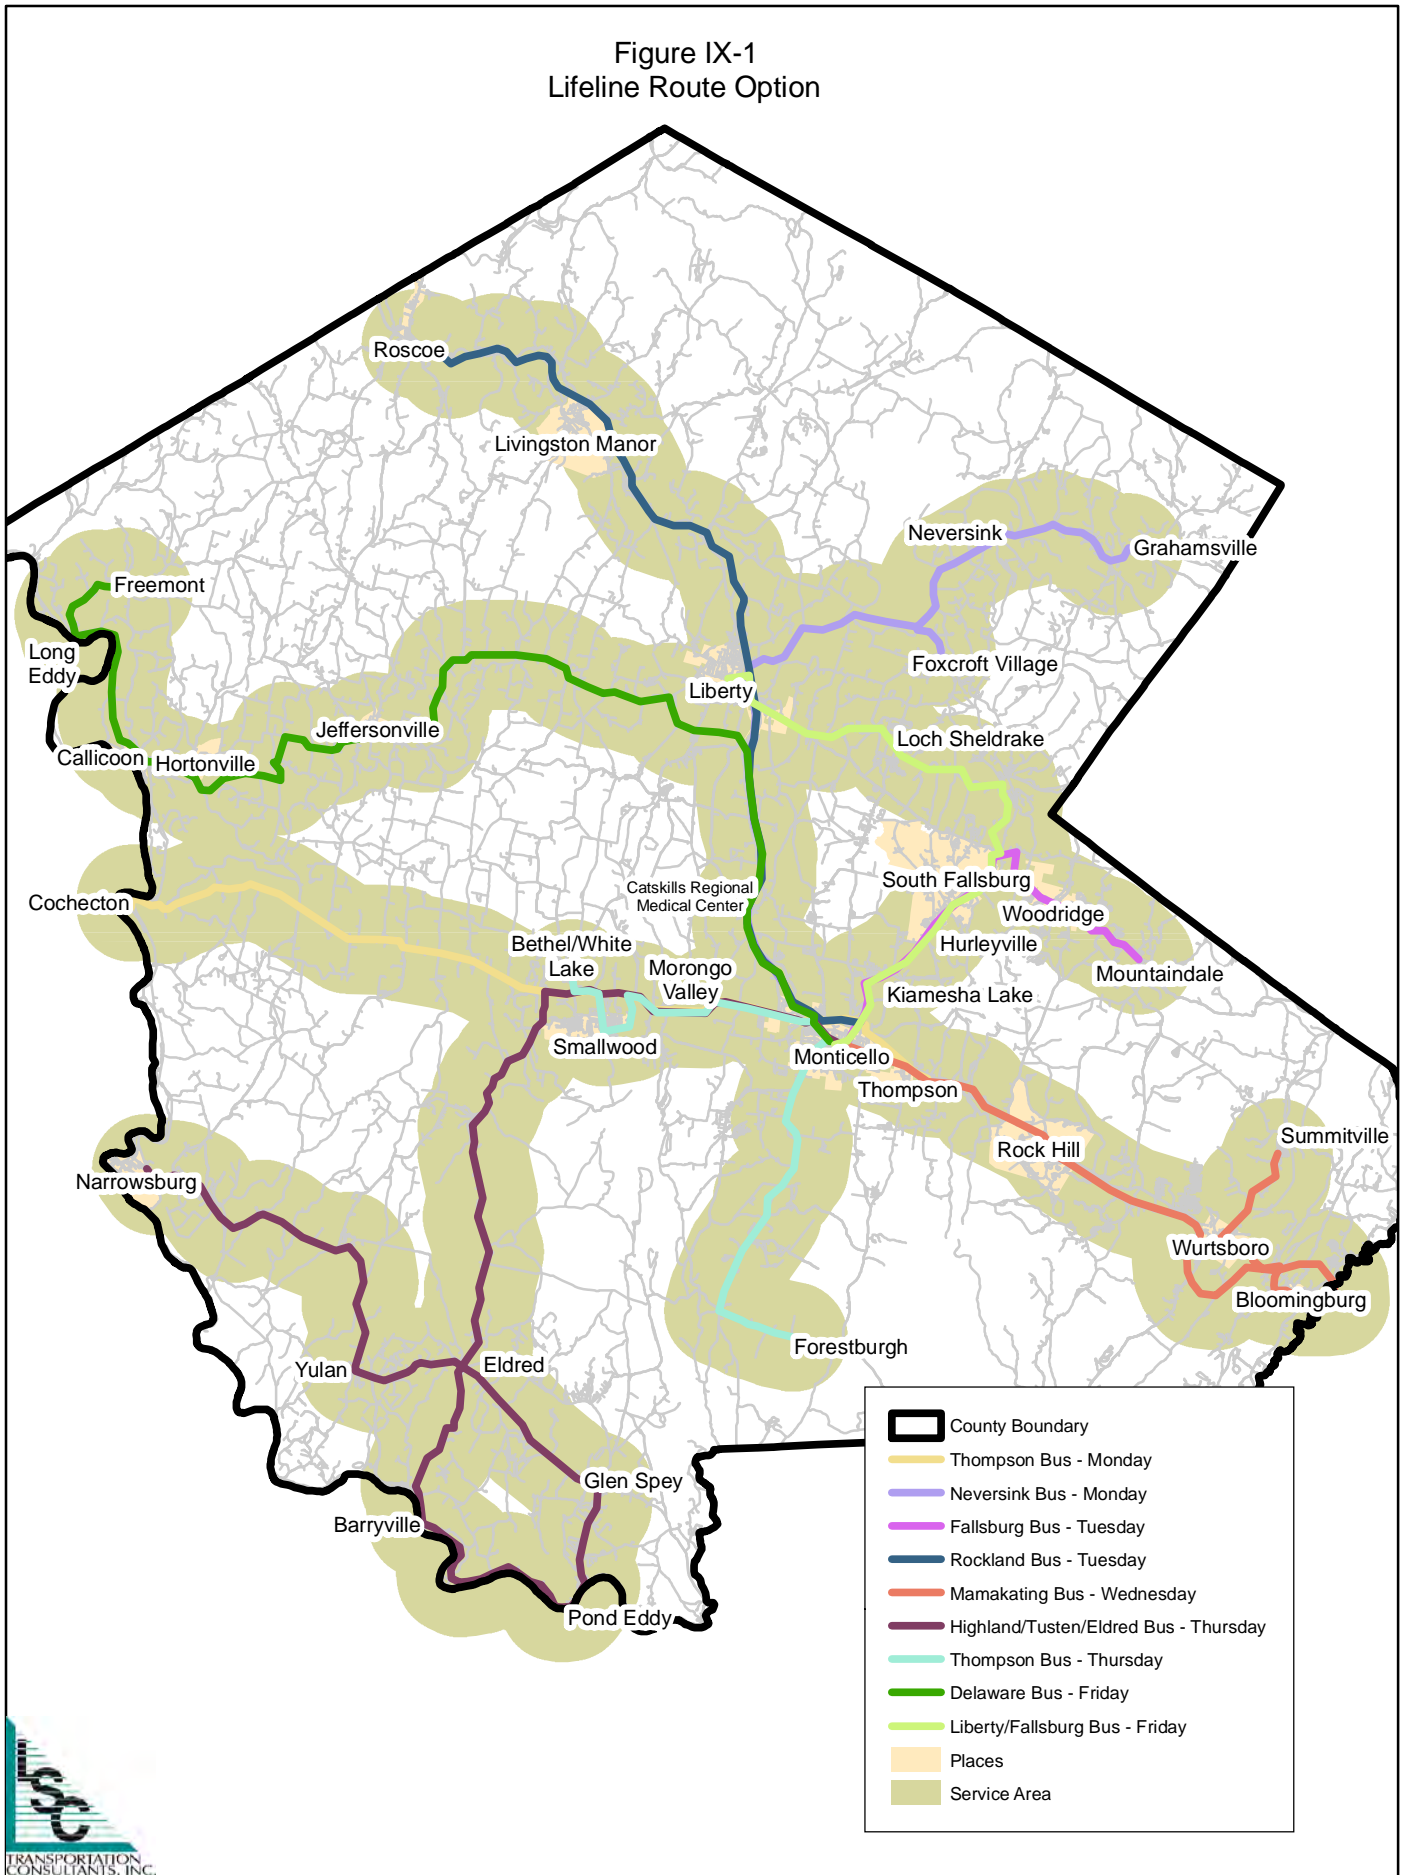 Figure IX-1
Lifeline Route Option
Roscoe
Livingston Manor
Neversink
Grahamsville
Freemont
Long
Eddy
Foxcroft Village
Liberty
Jeffersonville
Loch Sheldrake
Callicoon
Hortonville
South Fallsburg
Catskills Regional
Medical Center
Cochecton
Woodridge
Bethel/White
Lake
Hurleyville
Morongo
Valley
Mountaindale
Kiamesha Lake
Smallwood
Monticello
Thompson
Summitville
Rock Hill
Narrowsburg
Wurtsboro
Bloomingburg
Forestburgh
Yulan
Eldred
Glen Spey
Barryville
Pond Eddy
County Boundary
Thompson Bus - Monday
Neversink Bus - Monday
Fallsburg Bus - Tuesday
Rockland Bus - Tuesday
Mamakating Bus - Wednesday
Highland/Tusten/Eldred Bus - Thursday
Thompson Bus - Thursday
Delaware Bus - Friday
Liberty/Fallsburg Bus - Friday
Places
Service Area
LSC
TRANSPORTATION
CONSULTANTS, INC.